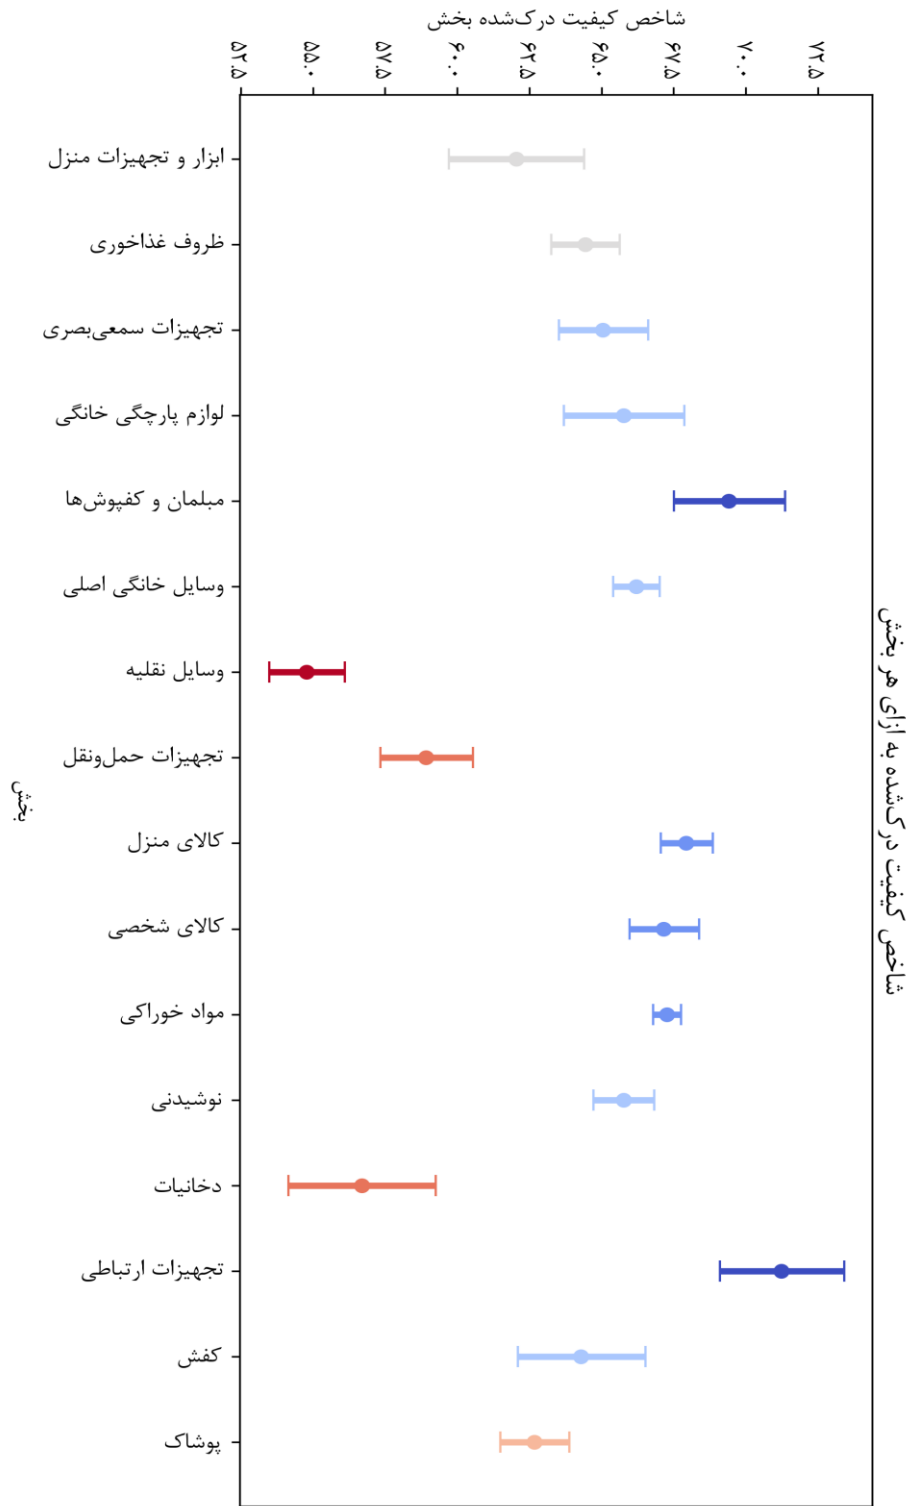 شاخص کیفیت درک‌شده بخش
۵۲.۵
۵۵.۰
۵۷.۵
۶۰.۰
۶۲.۵
۶۵.۰
۶۷.۵
۷۰.۰
۷۲.۵
ابزار و تجهیزات منزل
ظروف غذاخوری
تجهیزات سمعی‌بصری
لوازم پارچگی خانگی
مبلمان و کفپوش‌ها
وسایل خانگی اصلی
وسایل نقلیه
تجهیزات حمل‌ونقل
کالای منزل
کالای شخصی
مواد خوراکی
نوشیدنی
دخانیات
تجهیزات ارتباطی
کفش
پوشاک
بخش
شاخص کیفیت درک‌شده به ازای هر بخش